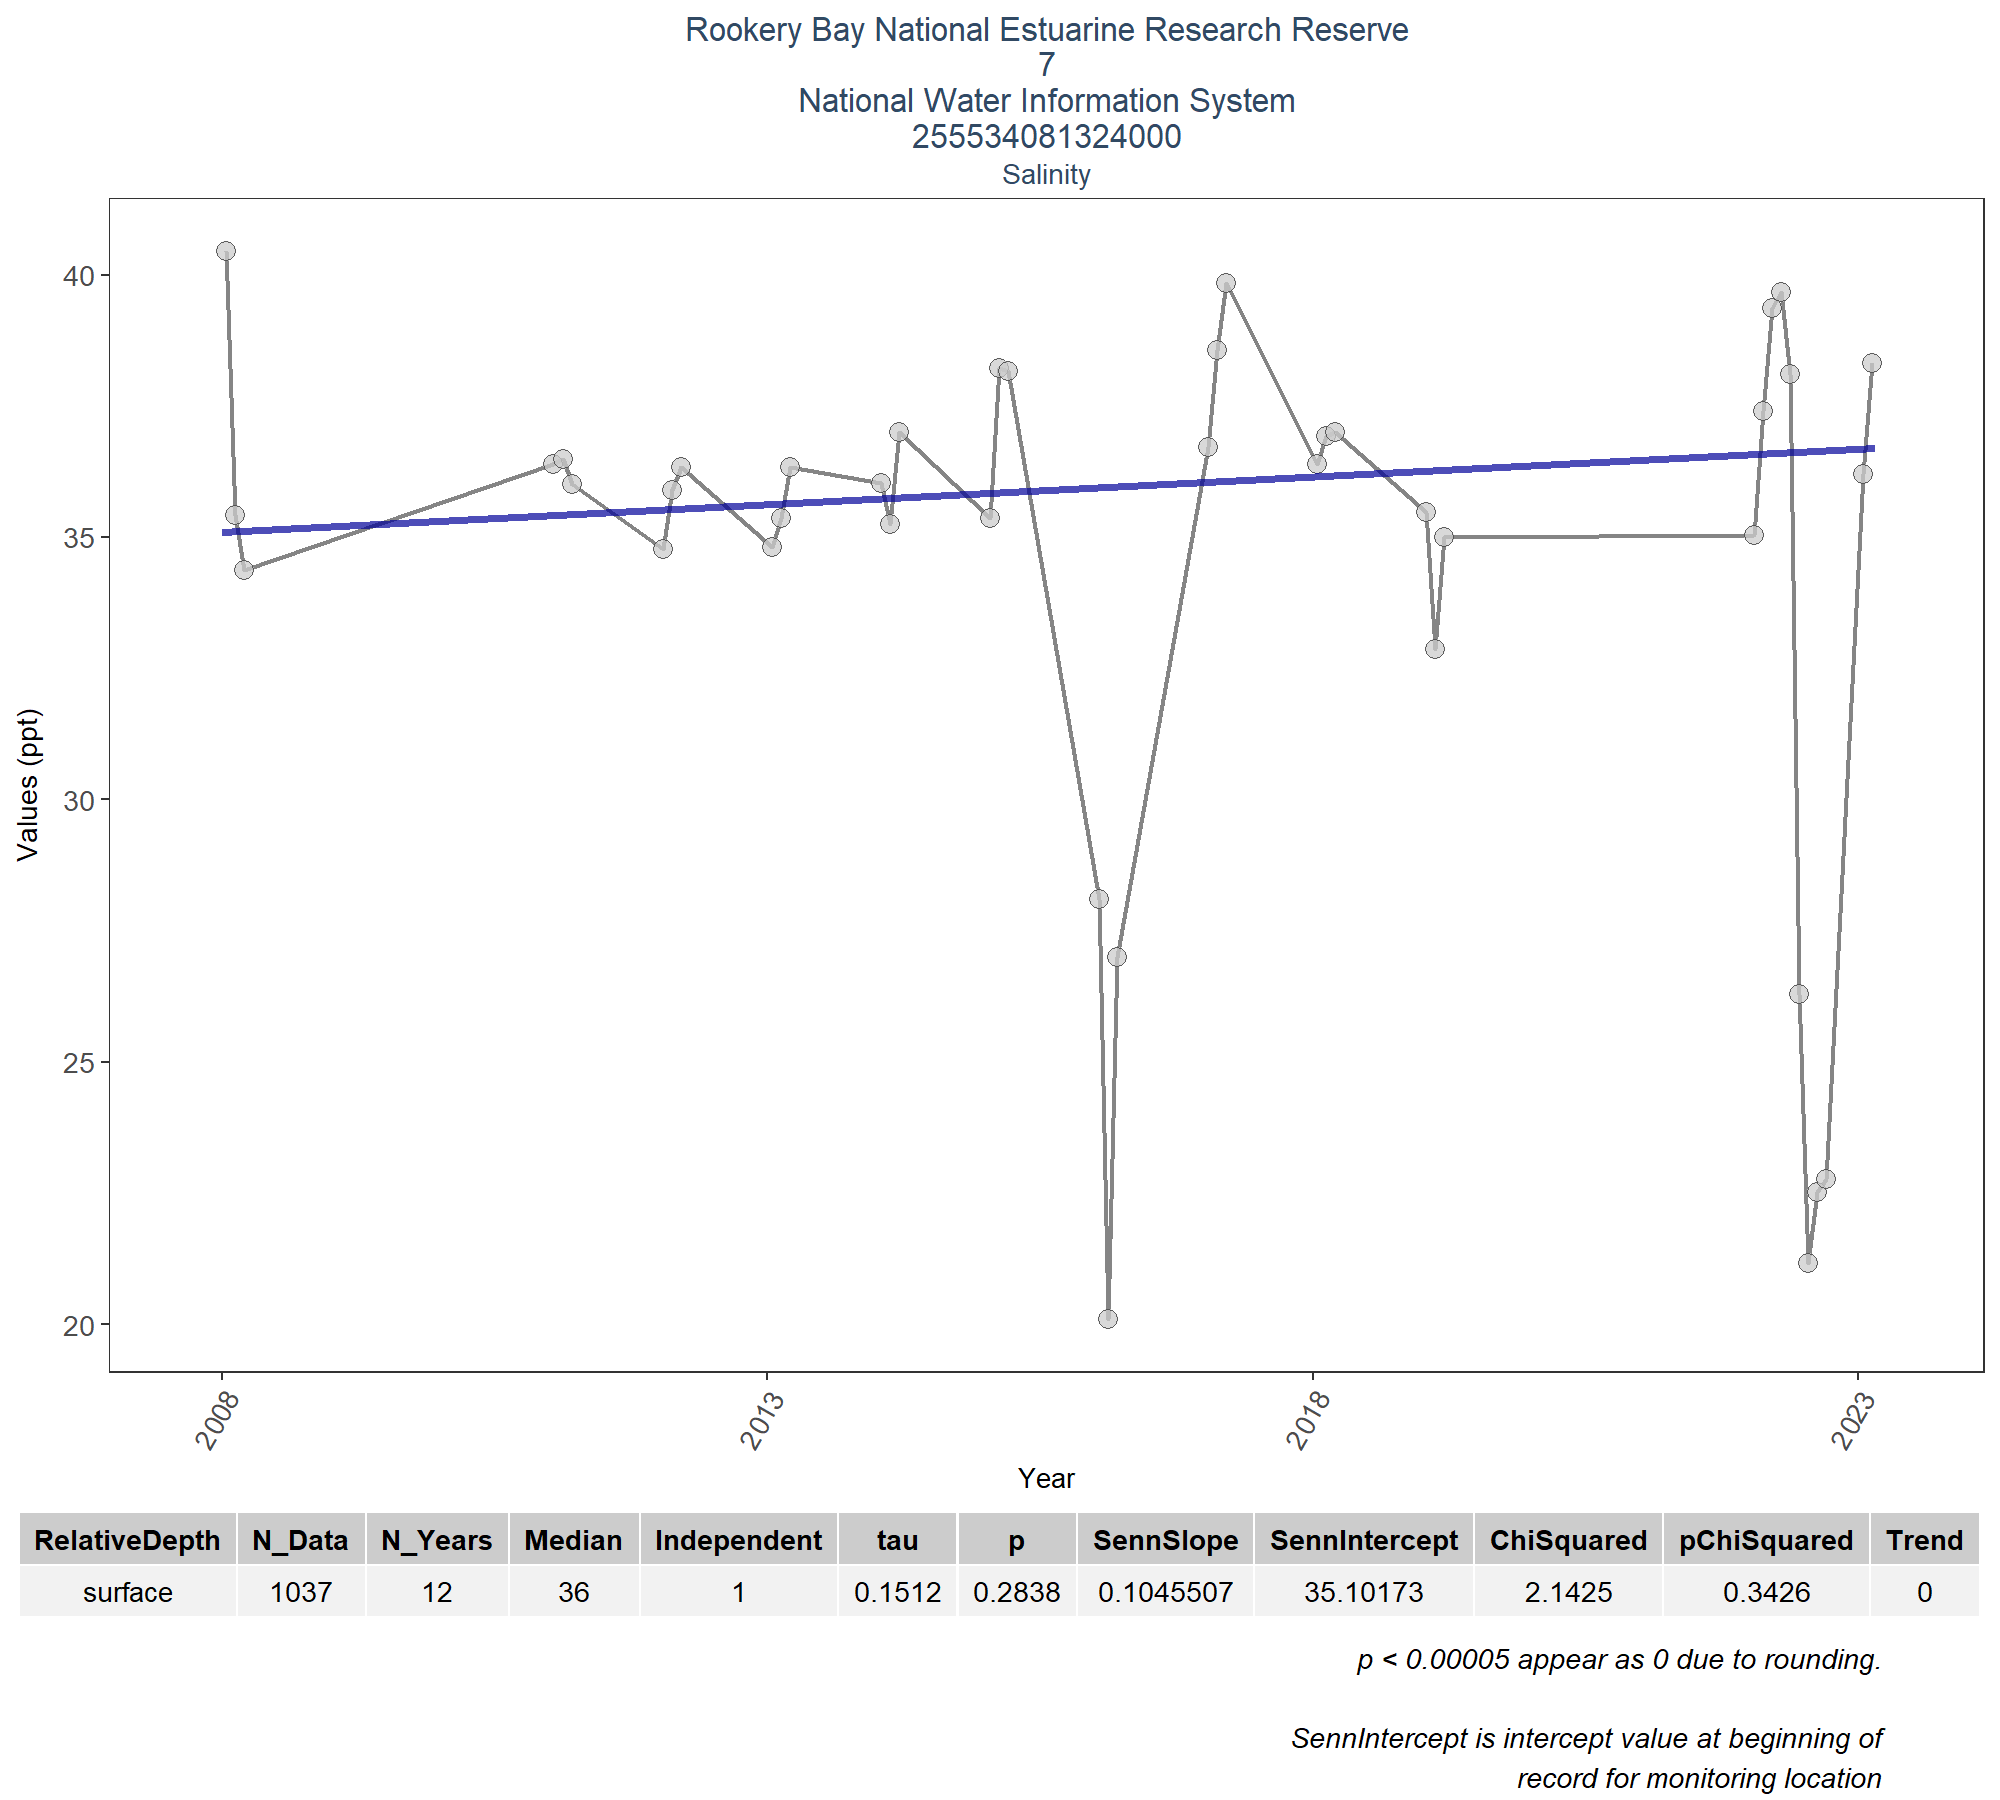 Rookery Bay National Estuarine Research Reserve
7
National Water Information System
255534081324000
Salinity
Values (ppt)
40
35
30
25
20
2008
2013
2018
2023
Year
RelativeDepth N_Data N_Years Median Independent tau p SennSlope SennIntercept ChiSquared pChiSquared Trend
surface 1037 12 36 1 0.1512 0.2838 0.1045507 35.10173 2.1425 0.3426 0
p < 0.00005 appear as 0 due to rounding.
SennIntercept is intercept value at beginning of
record for monitoring location